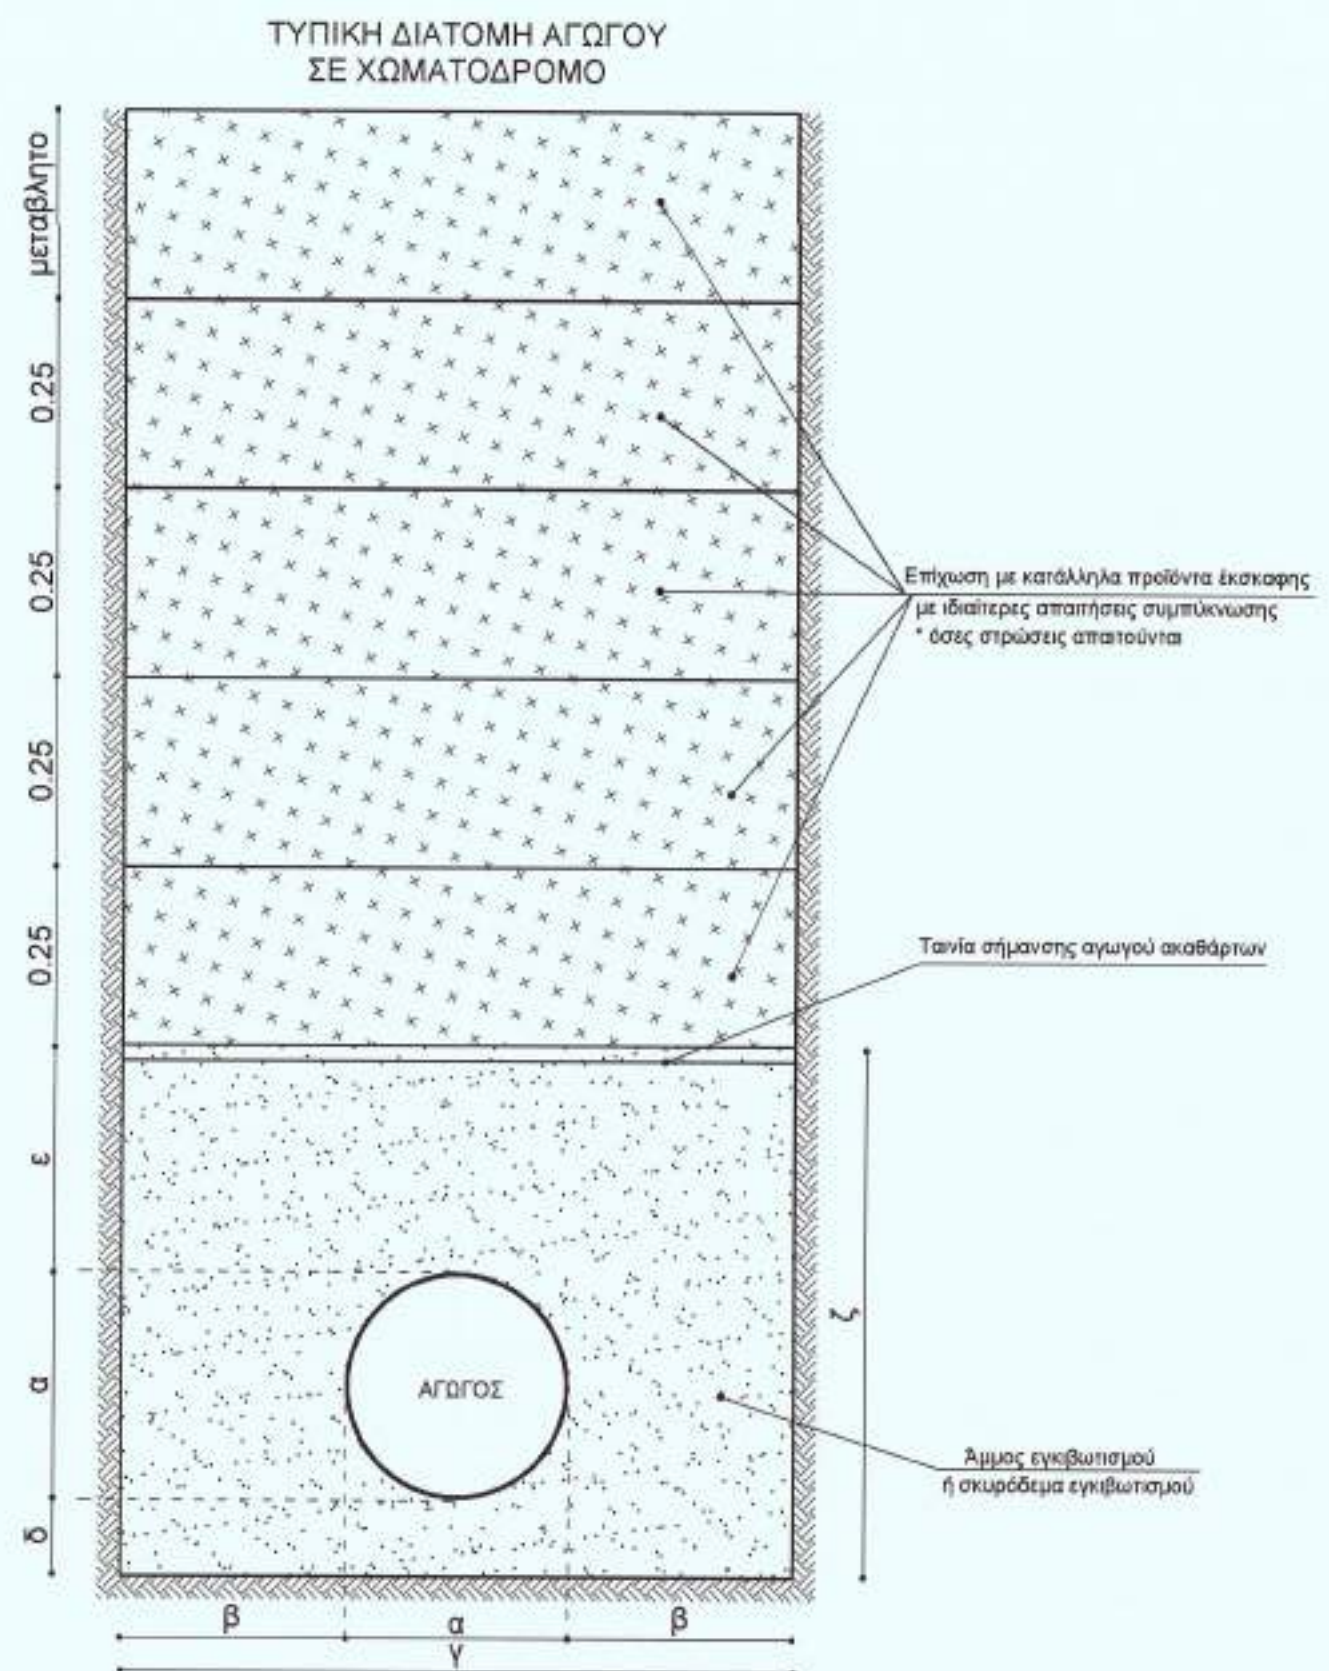 ΤΥΠΙΚΗ ΔΙΑΤΟΜΗ ΑΓΩΓΟΥ
ΣΕ ΧΩΜΑΤΟΔΡΟΜΟ
μεταβλητο
0.25
0.25
0.25
0.25
Επίχωση με κατάλληλα προϊόντα έκσκαφης
με ιδιαίτερες απαιτήσεις συμπύκνωσης
* όσες στρώσεις απαιτούνται
Ταινία σήμανσης αγωγού ακαθάρτων
ε
α
δ
ζ
ΑΓΩΓΟΣ
Άμμος εγκιβωτισμού
ή σκυρόδεμα εγκιβωτισμού
β
α
β
γ